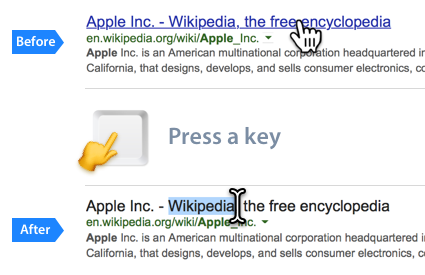 Apple Inc. - Wikipedia, the free encyclopedia
Before
en.wikipedia.org/wiki/Apple_Inc.
Apple Inc. is an American multinational corporation headquartered in
California, that designs, develops, and sells consumer electronics, co
Press a key
Apple Inc. - Wikipedia, the free encyclopedia
After
en.wikipedia.org/wiki/Apple_Inc.
Apple Inc. is an American multinational corporation headquartered in
California, that designs, develops, and sells consumer electronics, co